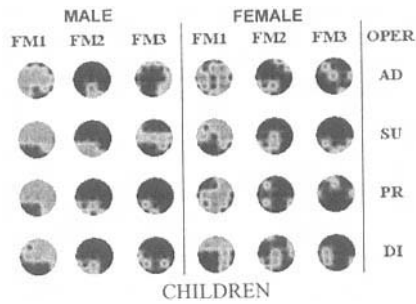 MALE FEMALE
FM1 FM2 FM3 FM1 FM2 FM3 OPER
AD
SU
PR
DI
CHILDREN